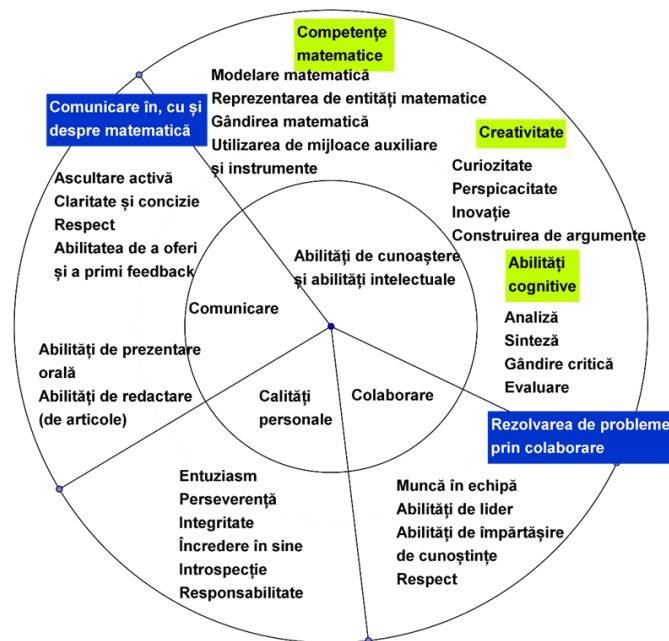 Competențe
matematice
Modelare matematică
Reprezentarea de entități matematice
Gândirea matematică
Utilizarea de mijloace auxiliare
și instrumente
Comunicare în, cu și
despre matematică
Creativitate
Curiozitate
Perspicacitate
Inovație
Construirea de argumente
Ascultare activă
Claritate și concizie
Respect
Abilitatea de a oferi
și a primi feedback
Abilități de cunoaștere
și abilități intelectuale
Abilități
cognitive
Analiză
Sinteză
Gândire critică
Evaluare
Comunicare
Abilități de prezentare
orală
Abilități de redactare
(de articole)
Calități
personale
Colaborare
Rezolvarea de probleme
prin colaborare
Entuziasm
Perseverență
Integritate
Încredere în sine
Introspecție
Responsabilitate
Muncă în echipă
Abilități de lider
Abilități de împărtășire
de cunoștințe
Respect